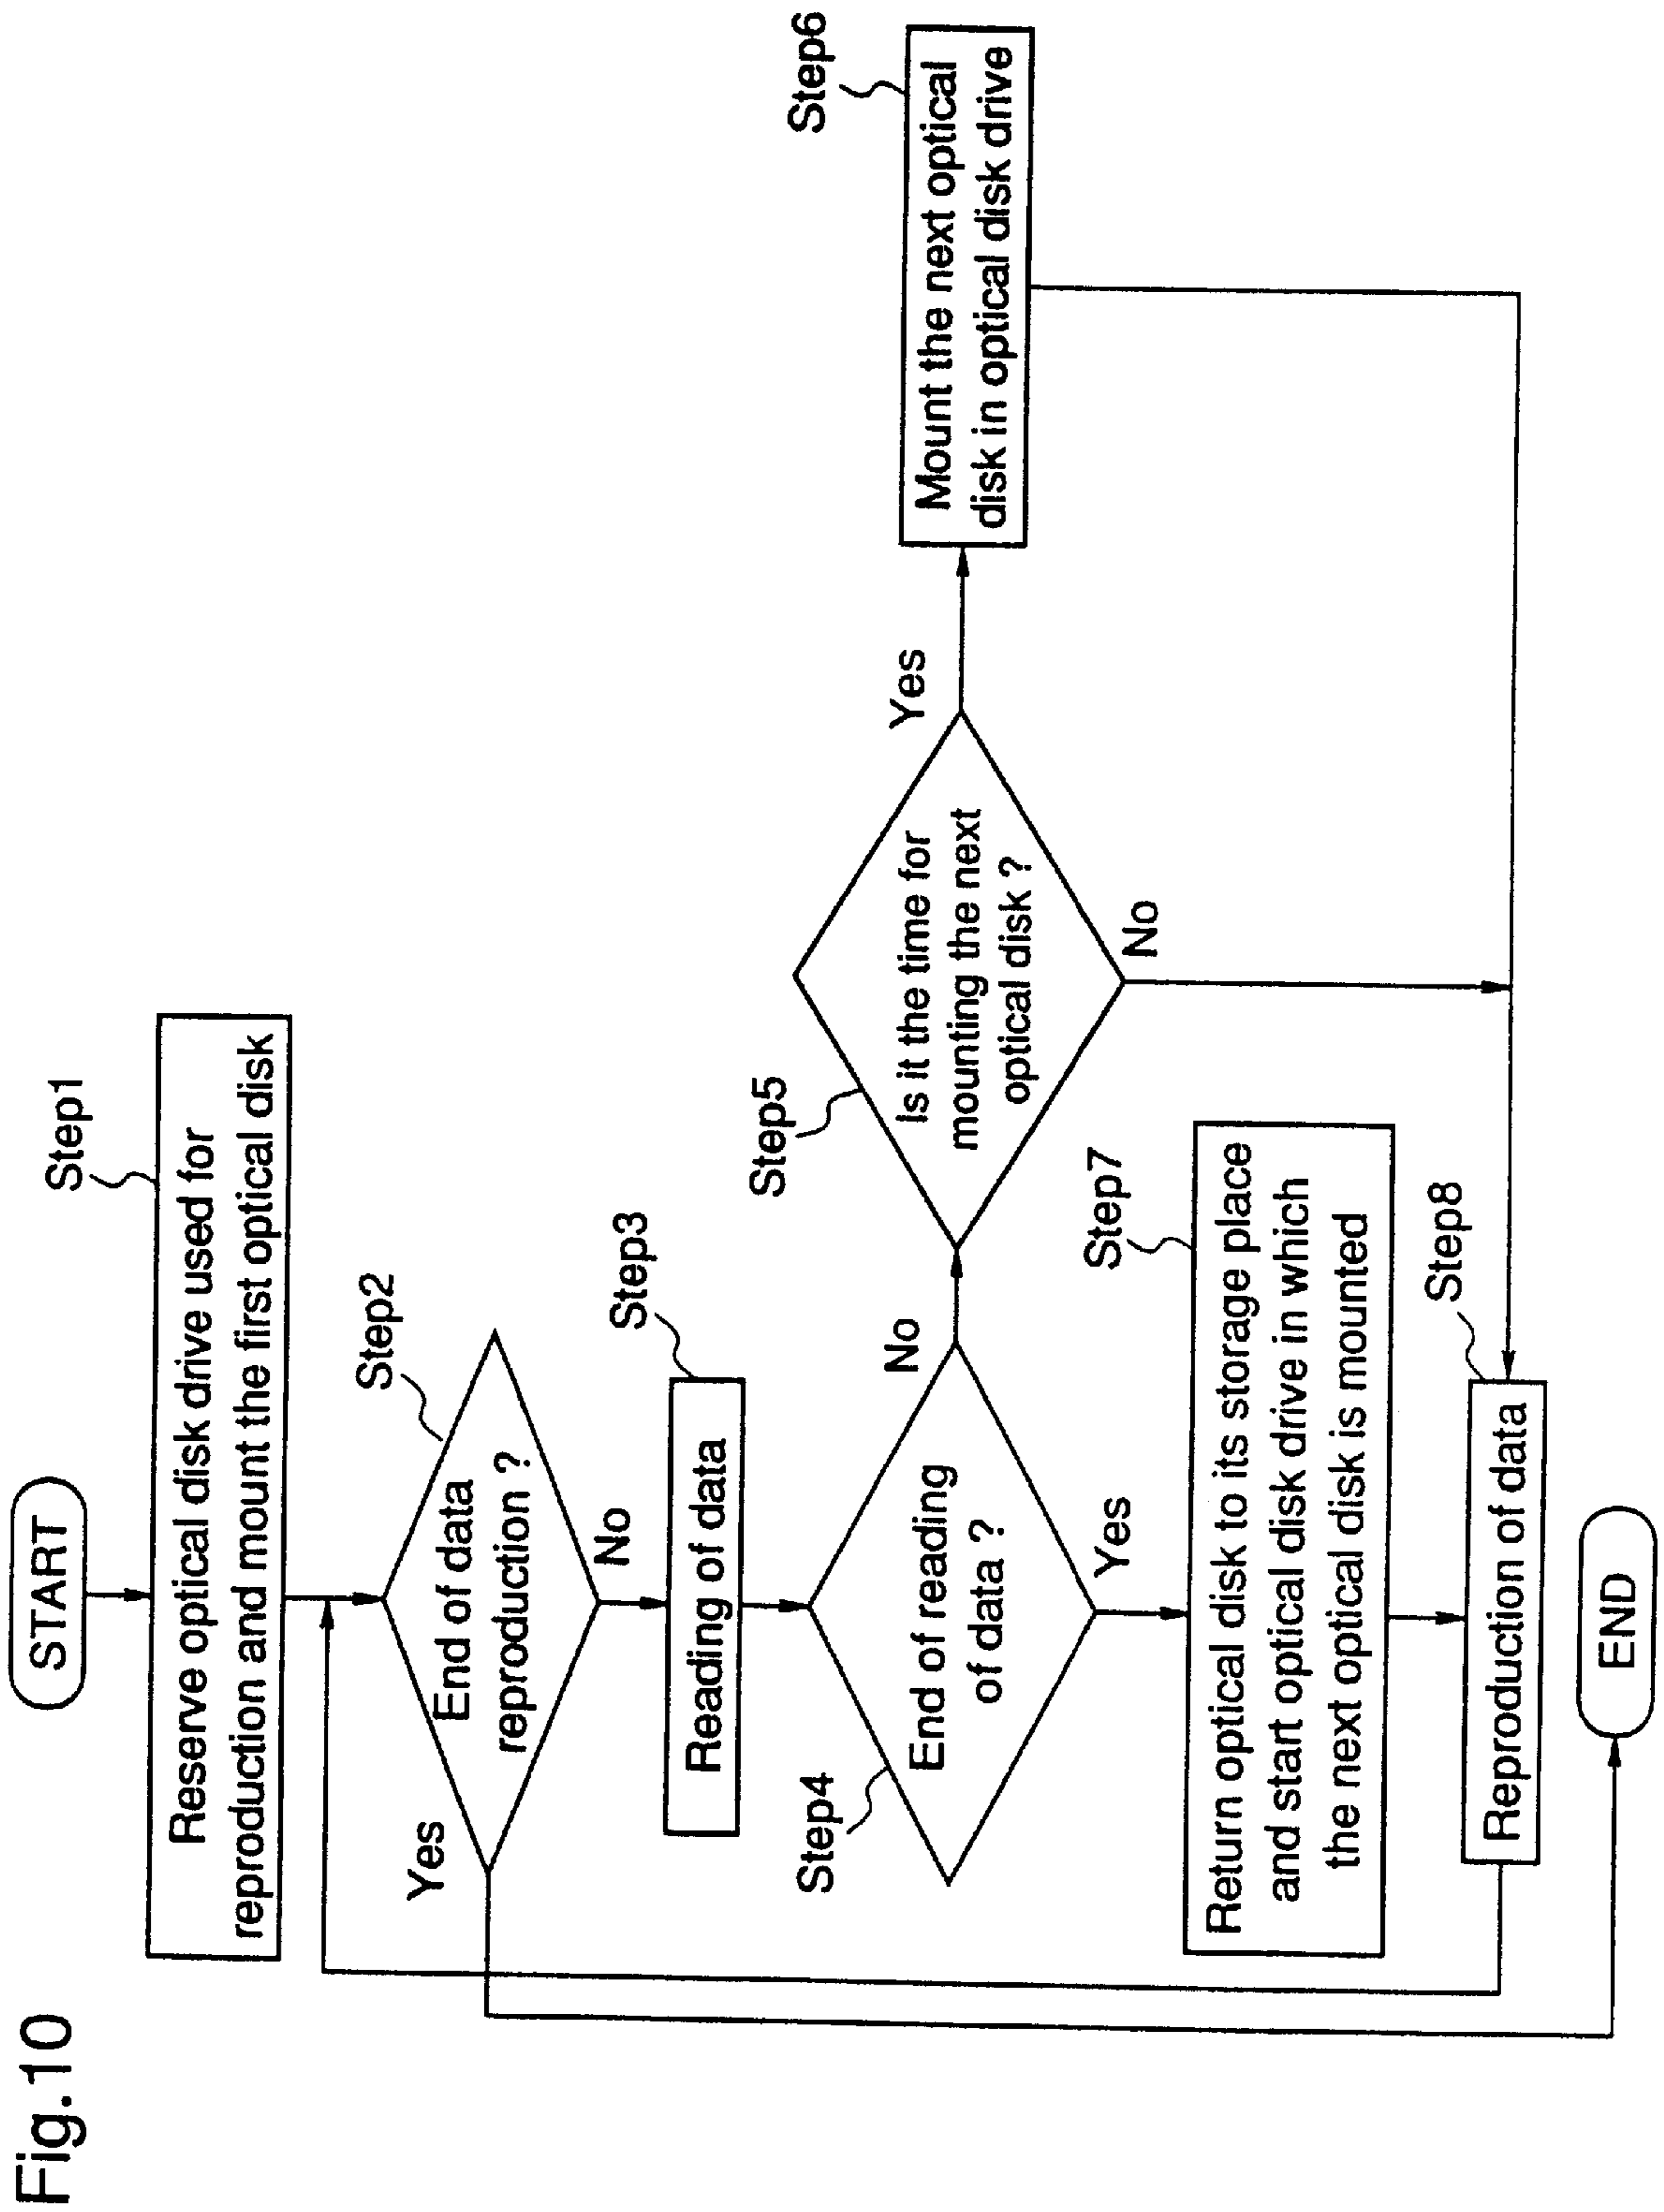 Fig.10
START
Step1
Reserve optical disk drive used for
reproduction and mount the first optical disk
Step2
End of data
reproduction ?
Yes
No
Step3
Reading of data
Step4
End of reading
of data ?
No
Yes
Step5
Is it the time for
mounting the next
optical disk ?
Yes
No
Step6
Mount the next optical
disk in optical disk drive
Step7
Return optical disk to its storage place
and start optical disk drive in which
the next optical disk is mounted
Step8
Reproduction of data
END